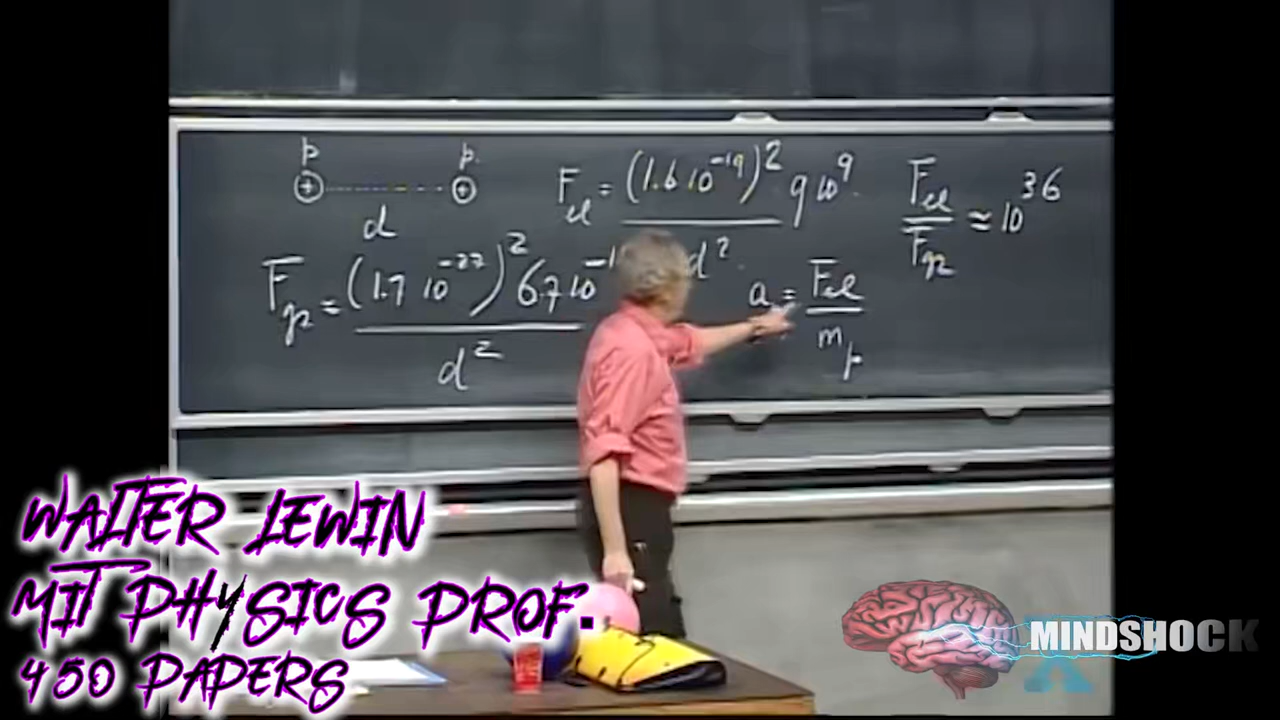 p p.
+ +
d
F_el = (1.6 10^-19)^2 9 10^9
d^2.
F_el / F_gr ≈ 10^36
F_gr = (1.7 10^-27)^2 6.7 10^-1
d^2
a = F_el / m_p
WALTER LEWIN
MIT PHYSICS PROF.
450 PAPERS
MINDSHOCK